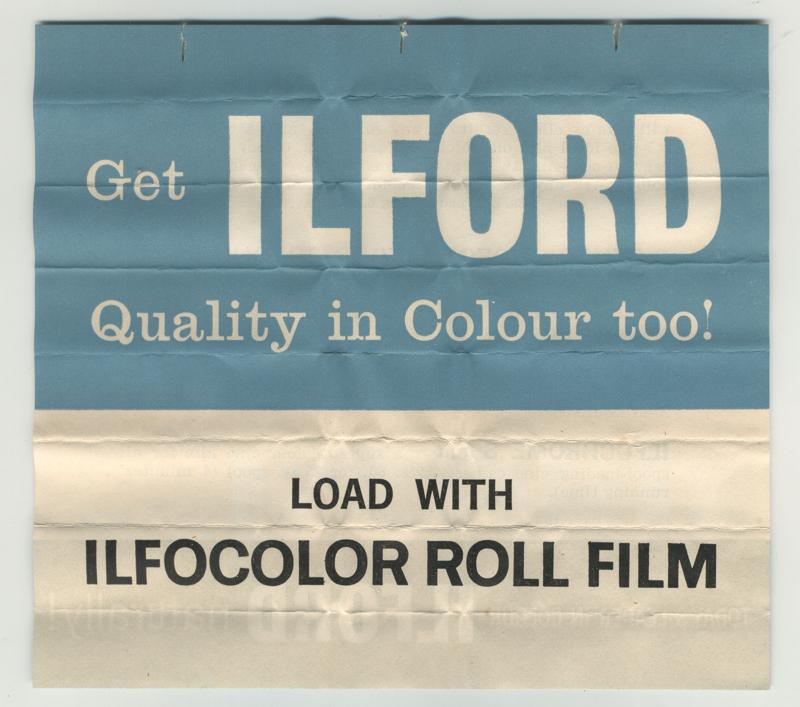 Get ILFORD
Quality in Colour too!
LOAD WITH
ILFOCOLOR ROLL FILM